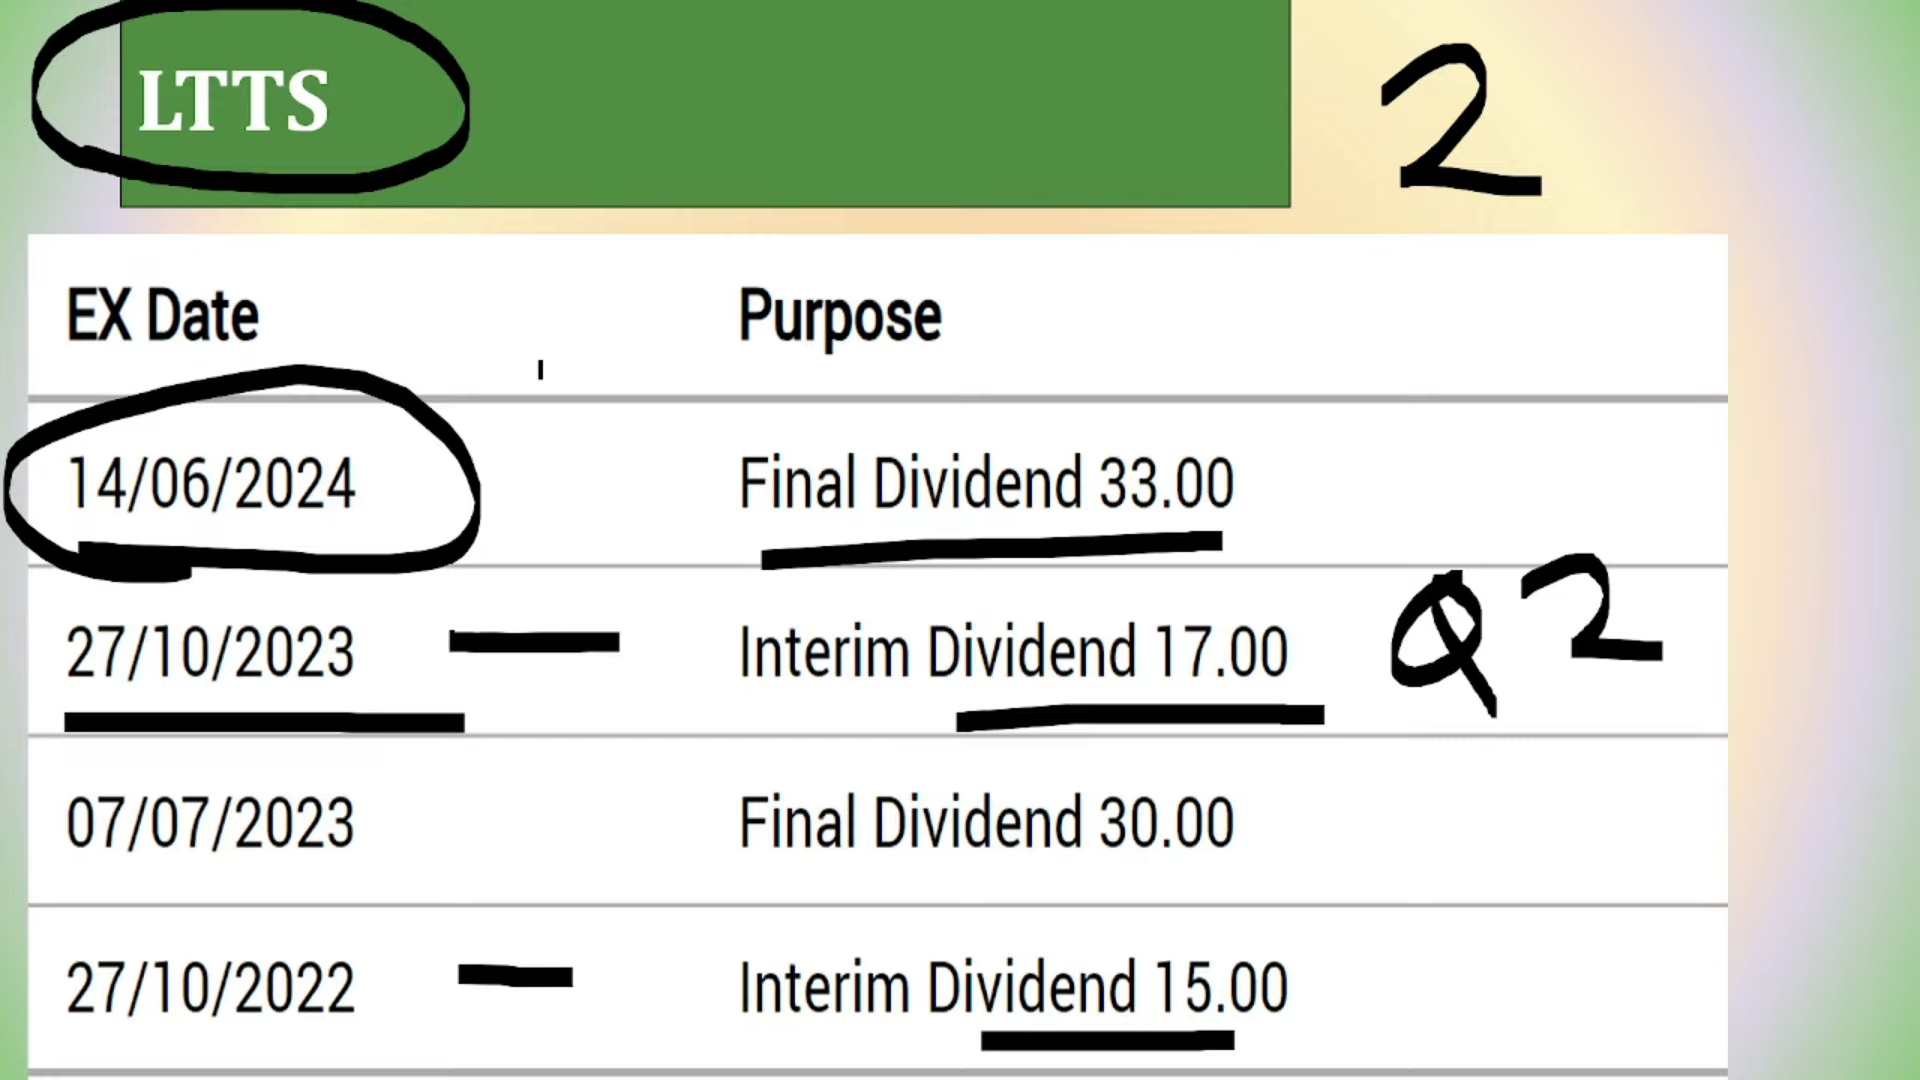 LTTS 2
EX Date Purpose
14/06/2024 Final Dividend 33.00
27/10/2023 Interim Dividend 17.00 Q2
07/07/2023 Final Dividend 30.00
27/10/2022 Interim Dividend 15.00